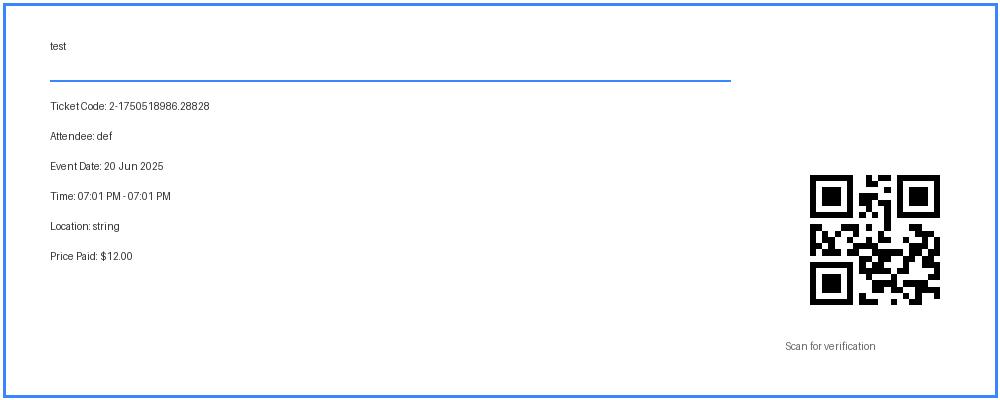 test
Ticket Code: 2-1750518986.28828
Attendee: def
Event Date: 20 Jun 2025
Time: 07:01 PM - 07:01 PM
Location: string
Price Paid: $12.00
Scan for verification